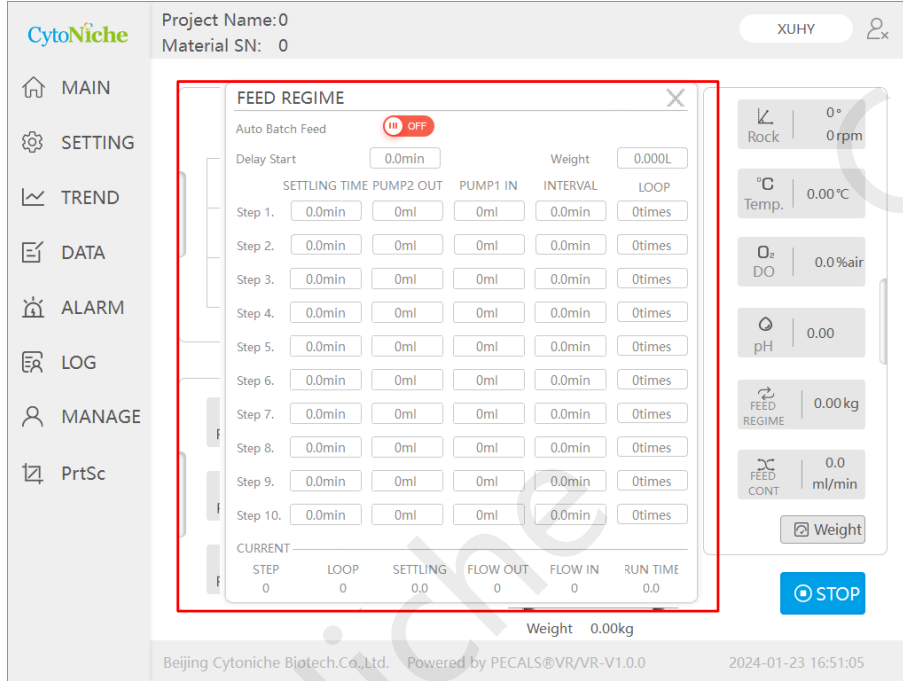 CytoNiche
Project Name:0
Material SN: 0
XUHY
MAIN
SETTING
TREND
DATA
ALARM
LOG
MANAGE
PrtSc
FEED REGIME
Auto Batch Feed OFF
Delay Start 0.0min Weight 0.000L
SETTLING TIME PUMP2 OUT PUMP1 IN INTERVAL LOOP
Step 1. 0.0min 0ml 0ml 0.0min 0times
Step 2. 0.0min 0ml 0ml 0.0min 0times
Step 3. 0.0min 0ml 0ml 0.0min 0times
Step 4. 0.0min 0ml 0ml 0.0min 0times
Step 5. 0.0min 0ml 0ml 0.0min 0times
Step 6. 0.0min 0ml 0ml 0.0min 0times
Step 7. 0.0min 0ml 0ml 0.0min 0times
Step 8. 0.0min 0ml 0ml 0.0min 0times
Step 9. 0.0min 0ml 0ml 0.0min 0times
Step 10. 0.0min 0ml 0ml 0.0min 0times
CURRENT
STEP LOOP SETTLING FLOW OUT FLOW IN RUN TIME
0 0 0.0 0 0 0.0
Rock 0° 0rpm
°C Temp. 0.00℃
O₂ DO 0.0%air
pH 0.00
FEED REGIME 0.00kg
FEED CONT 0.0 ml/min
Weight
STOP
Weight 0.00kg
Beijing Cytoniche Biotech.Co.,Ltd. Powered by PECALS®VR/VR-V1.0.0 2024-01-23 16:51:05